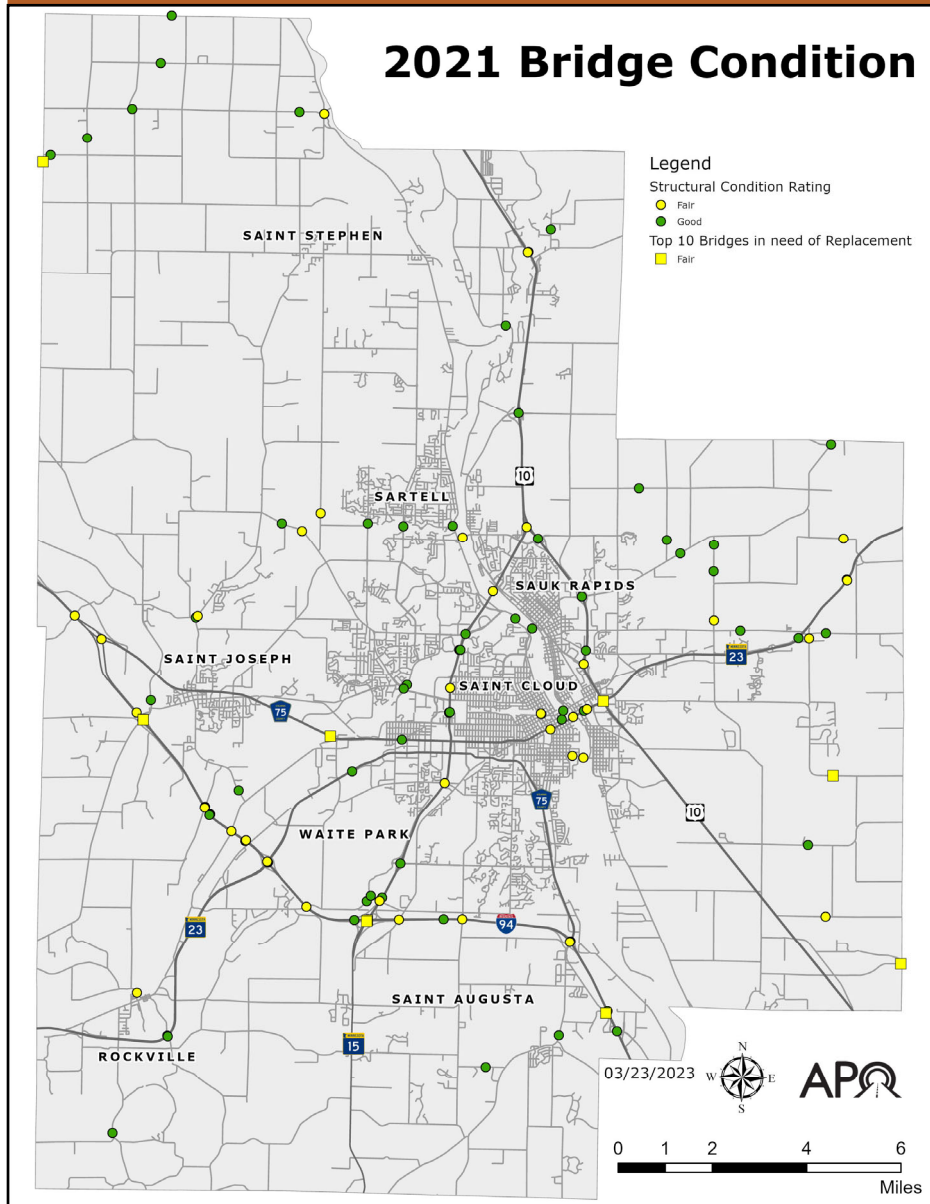 2021 Bridge Condition
Legend
Structural Condition Rating
Fair
Good
Top 10 Bridges in need of Replacement
Fair
SAINT STEPHEN
10
SARTELL
SAUK RAPIDS
23
SAINT JOSEPH
SAINT CLOUD
75
75
10
WAITE PARK
23
94
SAINT AUGUSTA
15
ROCKVILLE
03/23/2023
N
W E
S
APO
0 1 2 4 6
Miles